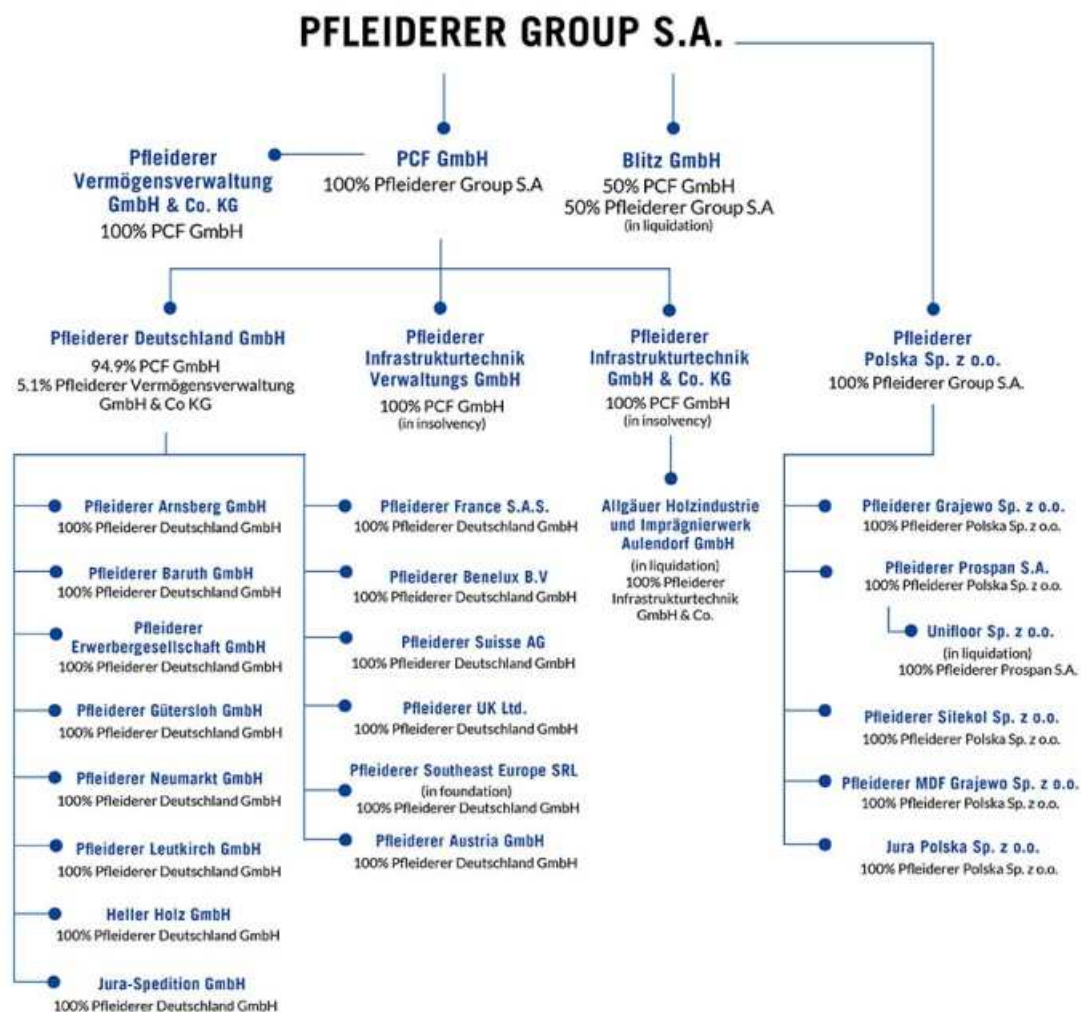 PFLEIDERER GROUP S.A.
Pfleiderer
Vermögensverwaltung
GmbH & Co. KG
100% PCF GmbH
PCF GmbH
100% Pfleiderer Group S.A
Blitz GmbH
50% PCF GmbH
50% Pfleiderer Group S.A
(in liquidation)
Pfleiderer Deutschland GmbH
94.9% PCF GmbH
5.1% Pfleiderer Vermögensverwaltung
GmbH & Co KG
Pfleiderer
Infrastrukturtechnik
Verwaltungs GmbH
100% PCF GmbH
(in insolvency)
Pfleiderer
Infrastrukturtechnik
GmbH & Co. KG
100% PCF GmbH
(in insolvency)
Pfleiderer
Polska Sp. z o.o.
100% Pfleiderer Group S.A.
Pfleiderer Arnsberg GmbH
100% Pfleiderer Deutschland GmbH
Pfleiderer Baruth GmbH
100% Pfleiderer Deutschland GmbH
Pfleiderer
Erwerbergesellschaft GmbH
100% Pfleiderer Deutschland GmbH
Pfleiderer Gütersloh GmbH
100% Pfleiderer Deutschland GmbH
Pfleiderer Neumarkt GmbH
100% Pfleiderer Deutschland GmbH
Pfleiderer Leutkirch GmbH
100% Pfleiderer Deutschland GmbH
Heller Holz GmbH
100% Pfleiderer Deutschland GmbH
Jura-Spedition GmbH
100% Pfleiderer Deutschland GmbH
Pfleiderer France S.A.S.
100% Pfleiderer Deutschland GmbH
Pfleiderer Benelux B.V
100% Pfleiderer Deutschland GmbH
Pfleiderer Suisse AG
100% Pfleiderer Deutschland GmbH
Pfleiderer UK Ltd.
100% Pfleiderer Deutschland GmbH
Pfleiderer Southeast Europe SRL
(in foundation)
100% Pfleiderer Deutschland GmbH
Pfleiderer Austria GmbH
100% Pfleiderer Deutschland GmbH
Allgäuer Holzindustrie
und Imprägnierwerk
Aulendorf GmbH
(in liquidation)
100% Pfleiderer
Infrastrukturtechnik
GmbH & Co.
Pfleiderer Grajewo Sp. z o.o.
100% Pfleiderer Polska Sp. z o.o.
Pfleiderer Prospan S.A.
100% Pfleiderer Polska Sp. z o.o.
Unifloor Sp. z o.o.
(in liquidation)
100% Pfleiderer Prospan S.A.
Pfleiderer Silekol Sp. z o.o.
100% Pfleiderer Polska Sp. z o.o.
Pfleiderer MDF Grajewo Sp. z o.o.
100% Pfleiderer Polska Sp. z o.o.
Jura Polska Sp. z o.o.
100% Pfleiderer Polska Sp. z o.o.